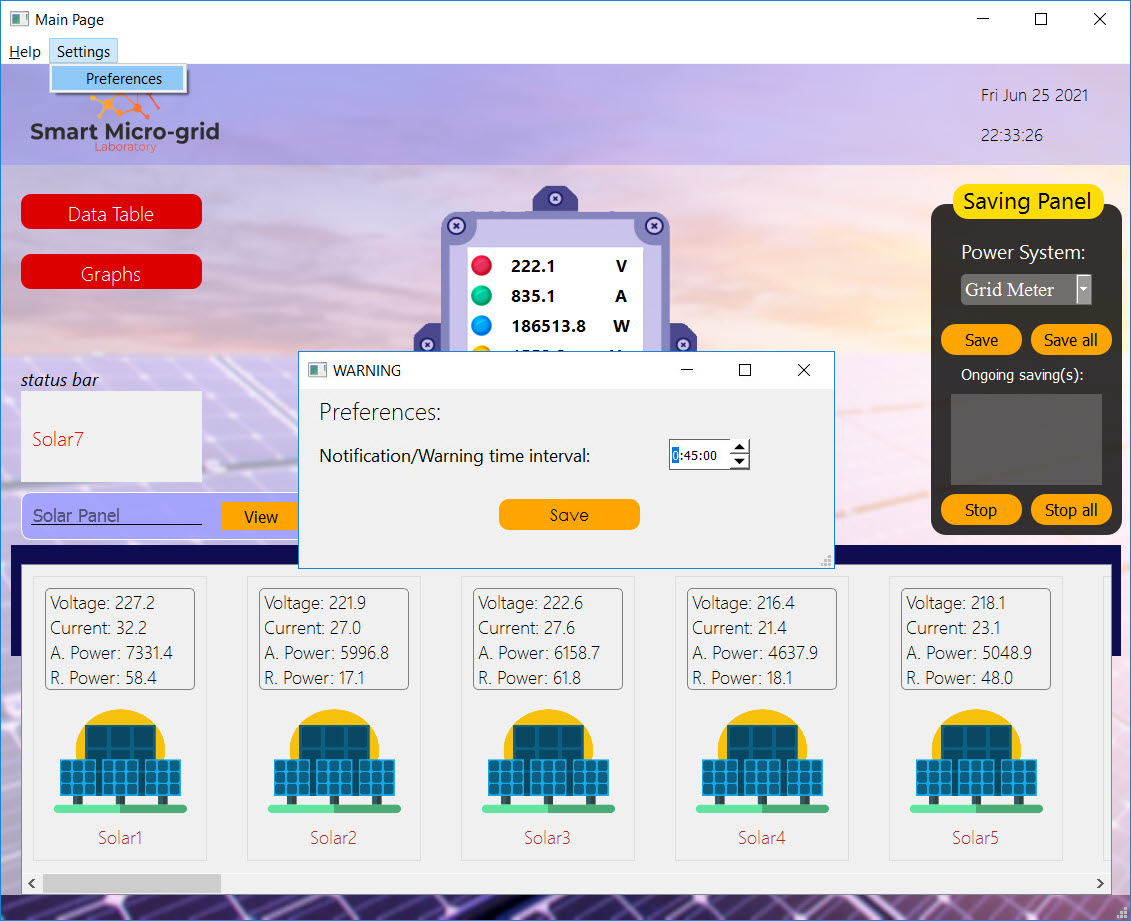 Main Page
Help Settings
Preferences
Smart Micro-grid
Laboratory
Fri Jun 25 2021
22:33:26
Data Table
Graphs
222.1 V
835.1 A
186513.8 W
Saving Panel
Power System:
Grid Meter
Save Save all
Ongoing saving(s):
Stop Stop all
status bar
Solar7
Solar Panel View
WARNING
Preferences:
Notification/Warning time interval: 0:45:00
Save
Voltage: 227.2
Current: 32.2
A. Power: 7331.4
R. Power: 58.4
Solar1
Voltage: 221.9
Current: 27.0
A. Power: 5996.8
R. Power: 17.1
Solar2
Voltage: 222.6
Current: 27.6
A. Power: 6158.7
R. Power: 61.8
Solar3
Voltage: 216.4
Current: 21.4
A. Power: 4637.9
R. Power: 18.1
Solar4
Voltage: 218.1
Current: 23.1
A. Power: 5048.9
R. Power: 48.0
Solar5